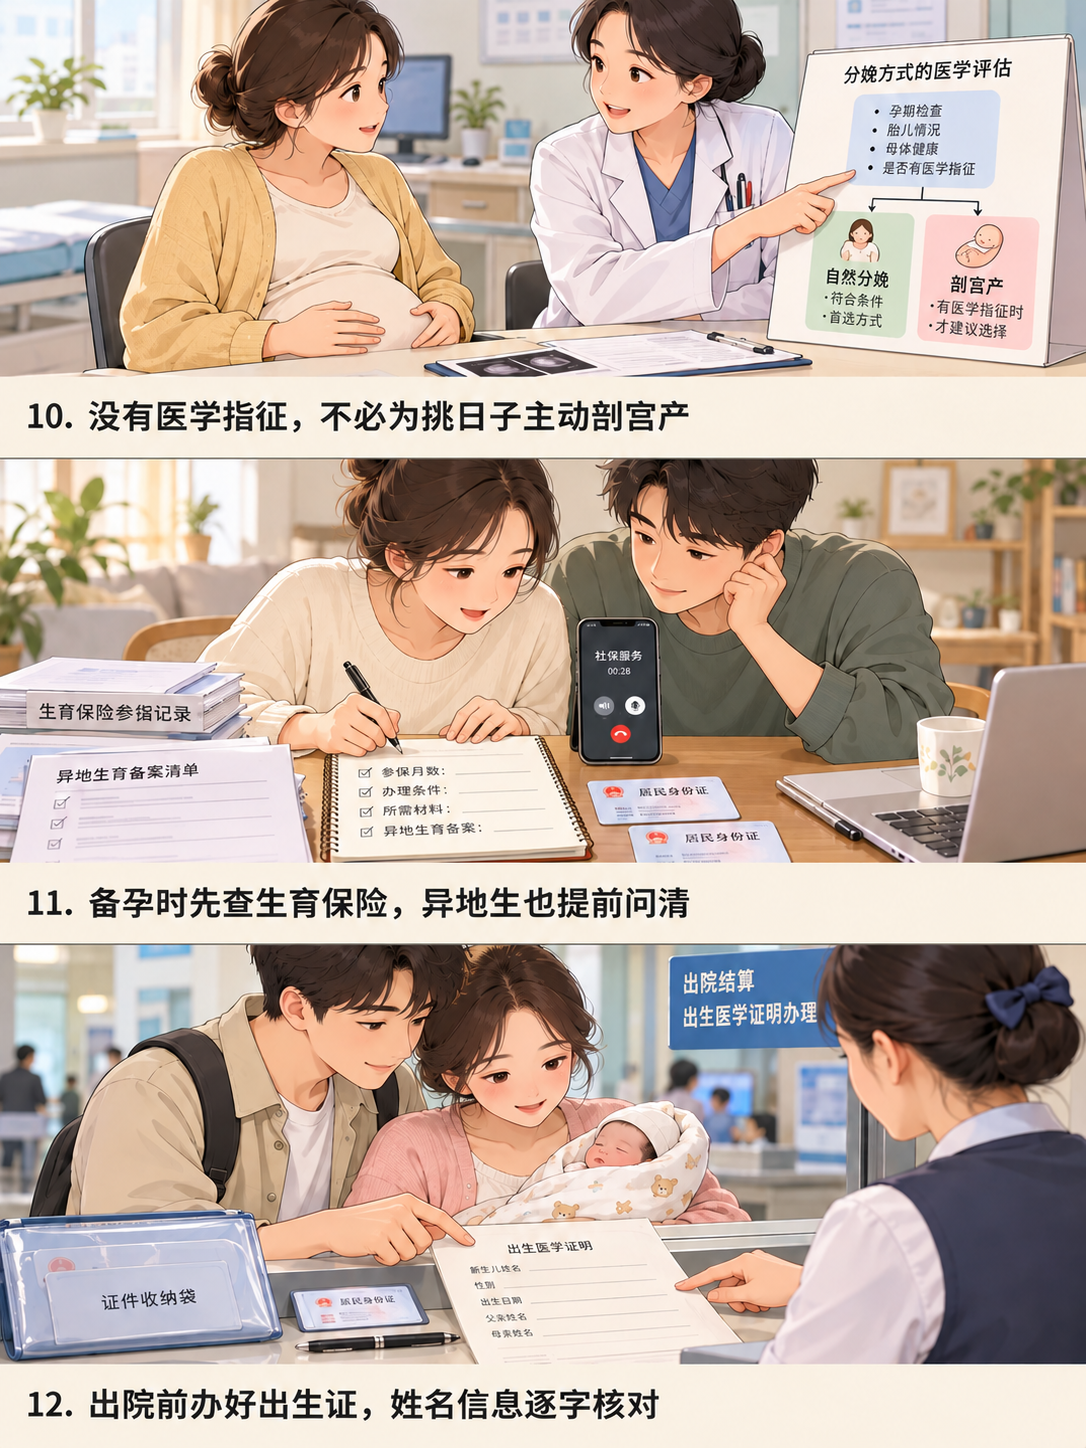 分娩方式的医学评估
• 孕期检查
• 胎儿情况
• 母体健康
• 是否有医学指征
自然分娩
·符合条件
·首选方式
剖宫产
·有医学指征时
·才建议选择
10. 没有医学指征，不必为挑日子主动剖宫产
社保服务
00:28
生育保险参
记录
异地生育备案清单
参保月数：
办理条件：
所需材料：
异地生育备案：
居民身份证
居民身份证
11. 备孕时先查生育保险，异地生也提前问清
出院结算
出生医学证明办理
出生医学证明
新生儿姓名
性别
出生日期
父亲姓名
母亲姓名
证件收纳袋
居民身份证
12. 出院前办好出生证，姓名信息逐字核对